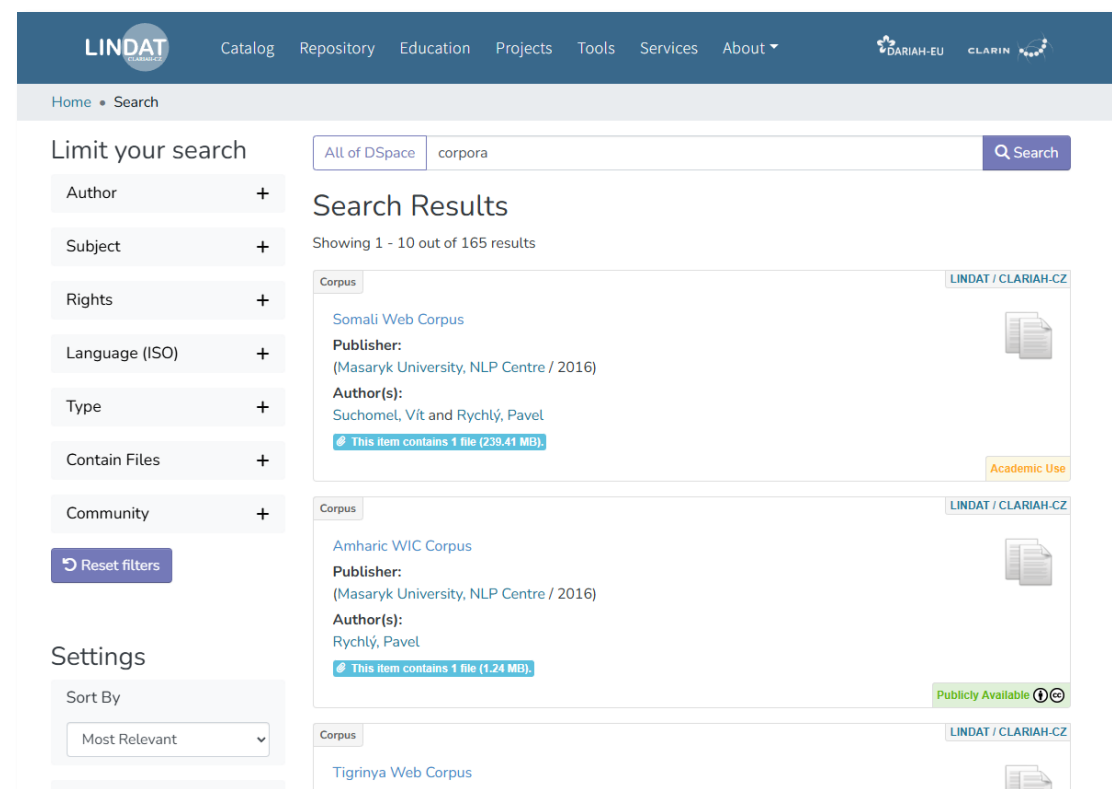 LINDAT
CLARIAH-CZ
Catalog Repository Education Projects Tools Services About
DARIAH-EU
CLARIN
Home • Search
Limit your search
Author +
Subject +
Rights +
Language (ISO) +
Type +
Contain Files +
Community +
Reset filters
Settings
Sort By
Most Relevant
All of DSpace corpora Search
Search Results
Showing 1 - 10 out of 165 results
Corpus LINDAT / CLARIAH-CZ
Somali Web Corpus
Publisher:
(Masaryk University, NLP Centre / 2016)
Author(s):
Suchomel, Vít and Rychlý, Pavel
This item contains 1 file (239.41 MB).
Academic Use
Corpus LINDAT / CLARIAH-CZ
Amharic WIC Corpus
Publisher:
(Masaryk University, NLP Centre / 2016)
Author(s):
Rychlý, Pavel
This item contains 1 file (1.24 MB).
Publicly Available cc
Corpus LINDAT / CLARIAH-CZ
Tigrinya Web Corpus